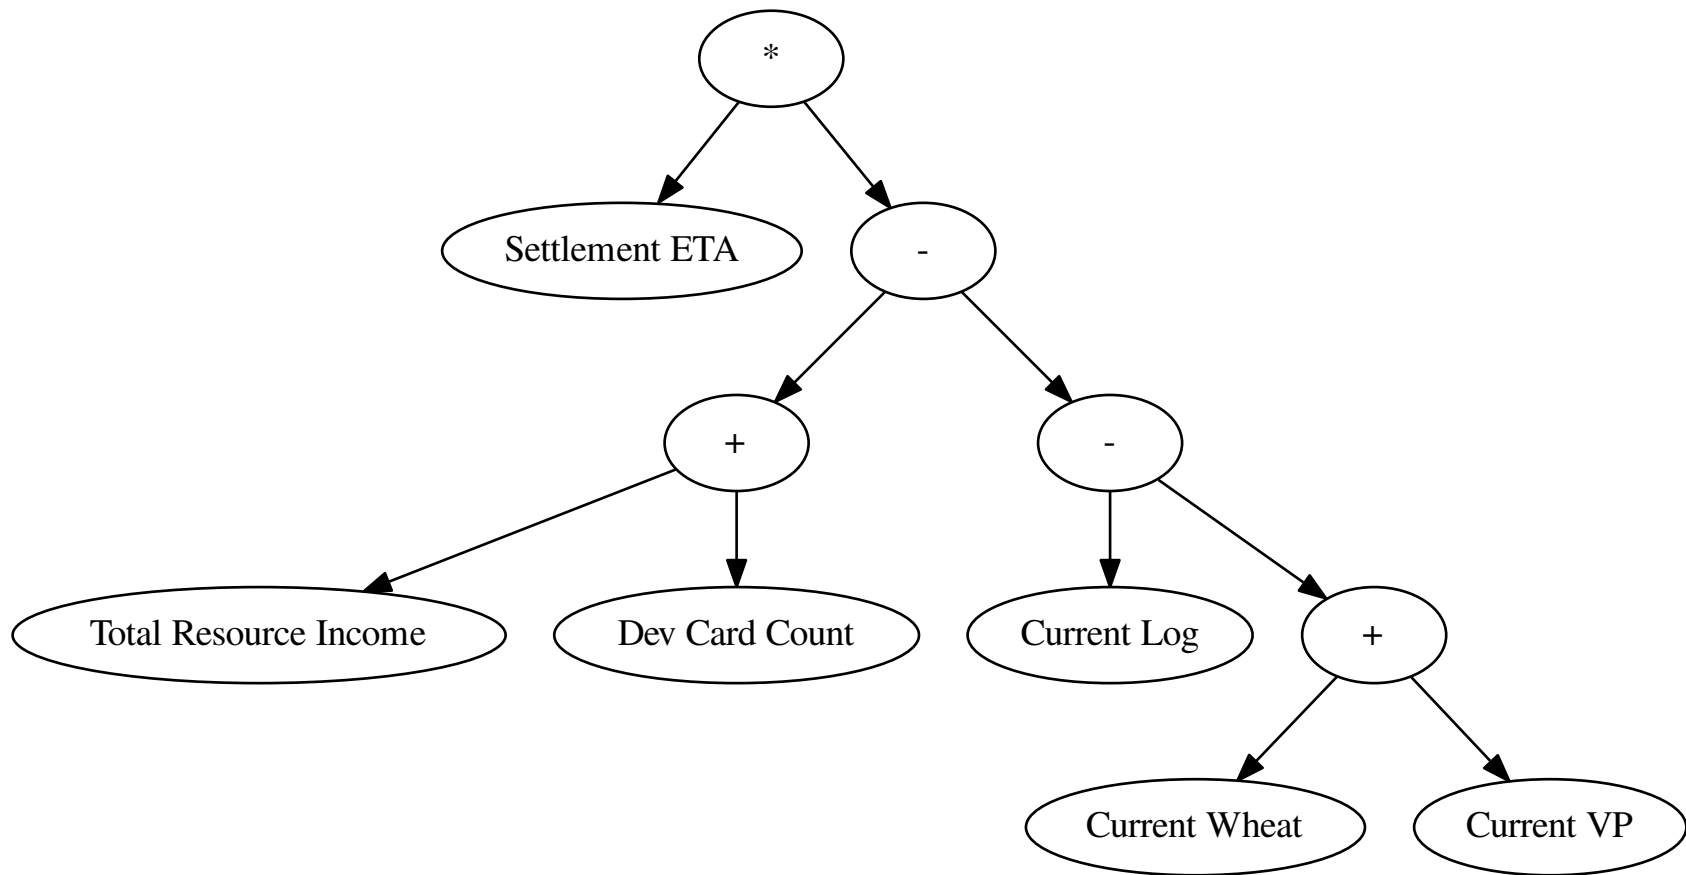 *
Settlement ETA
-
+
-
Total Resource Income
Dev Card Count
Current Log
+
Current Wheat
Current VP